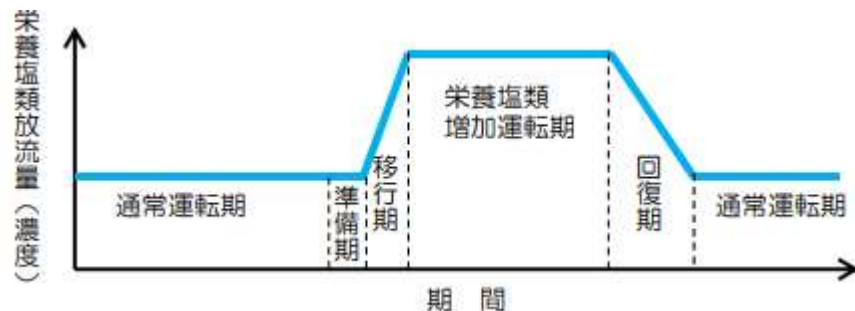 栄養塩類放流量（濃度）
通常運転期
準備期
移行期
栄養塩類
増加運転期
回復期
通常運転期
期　間